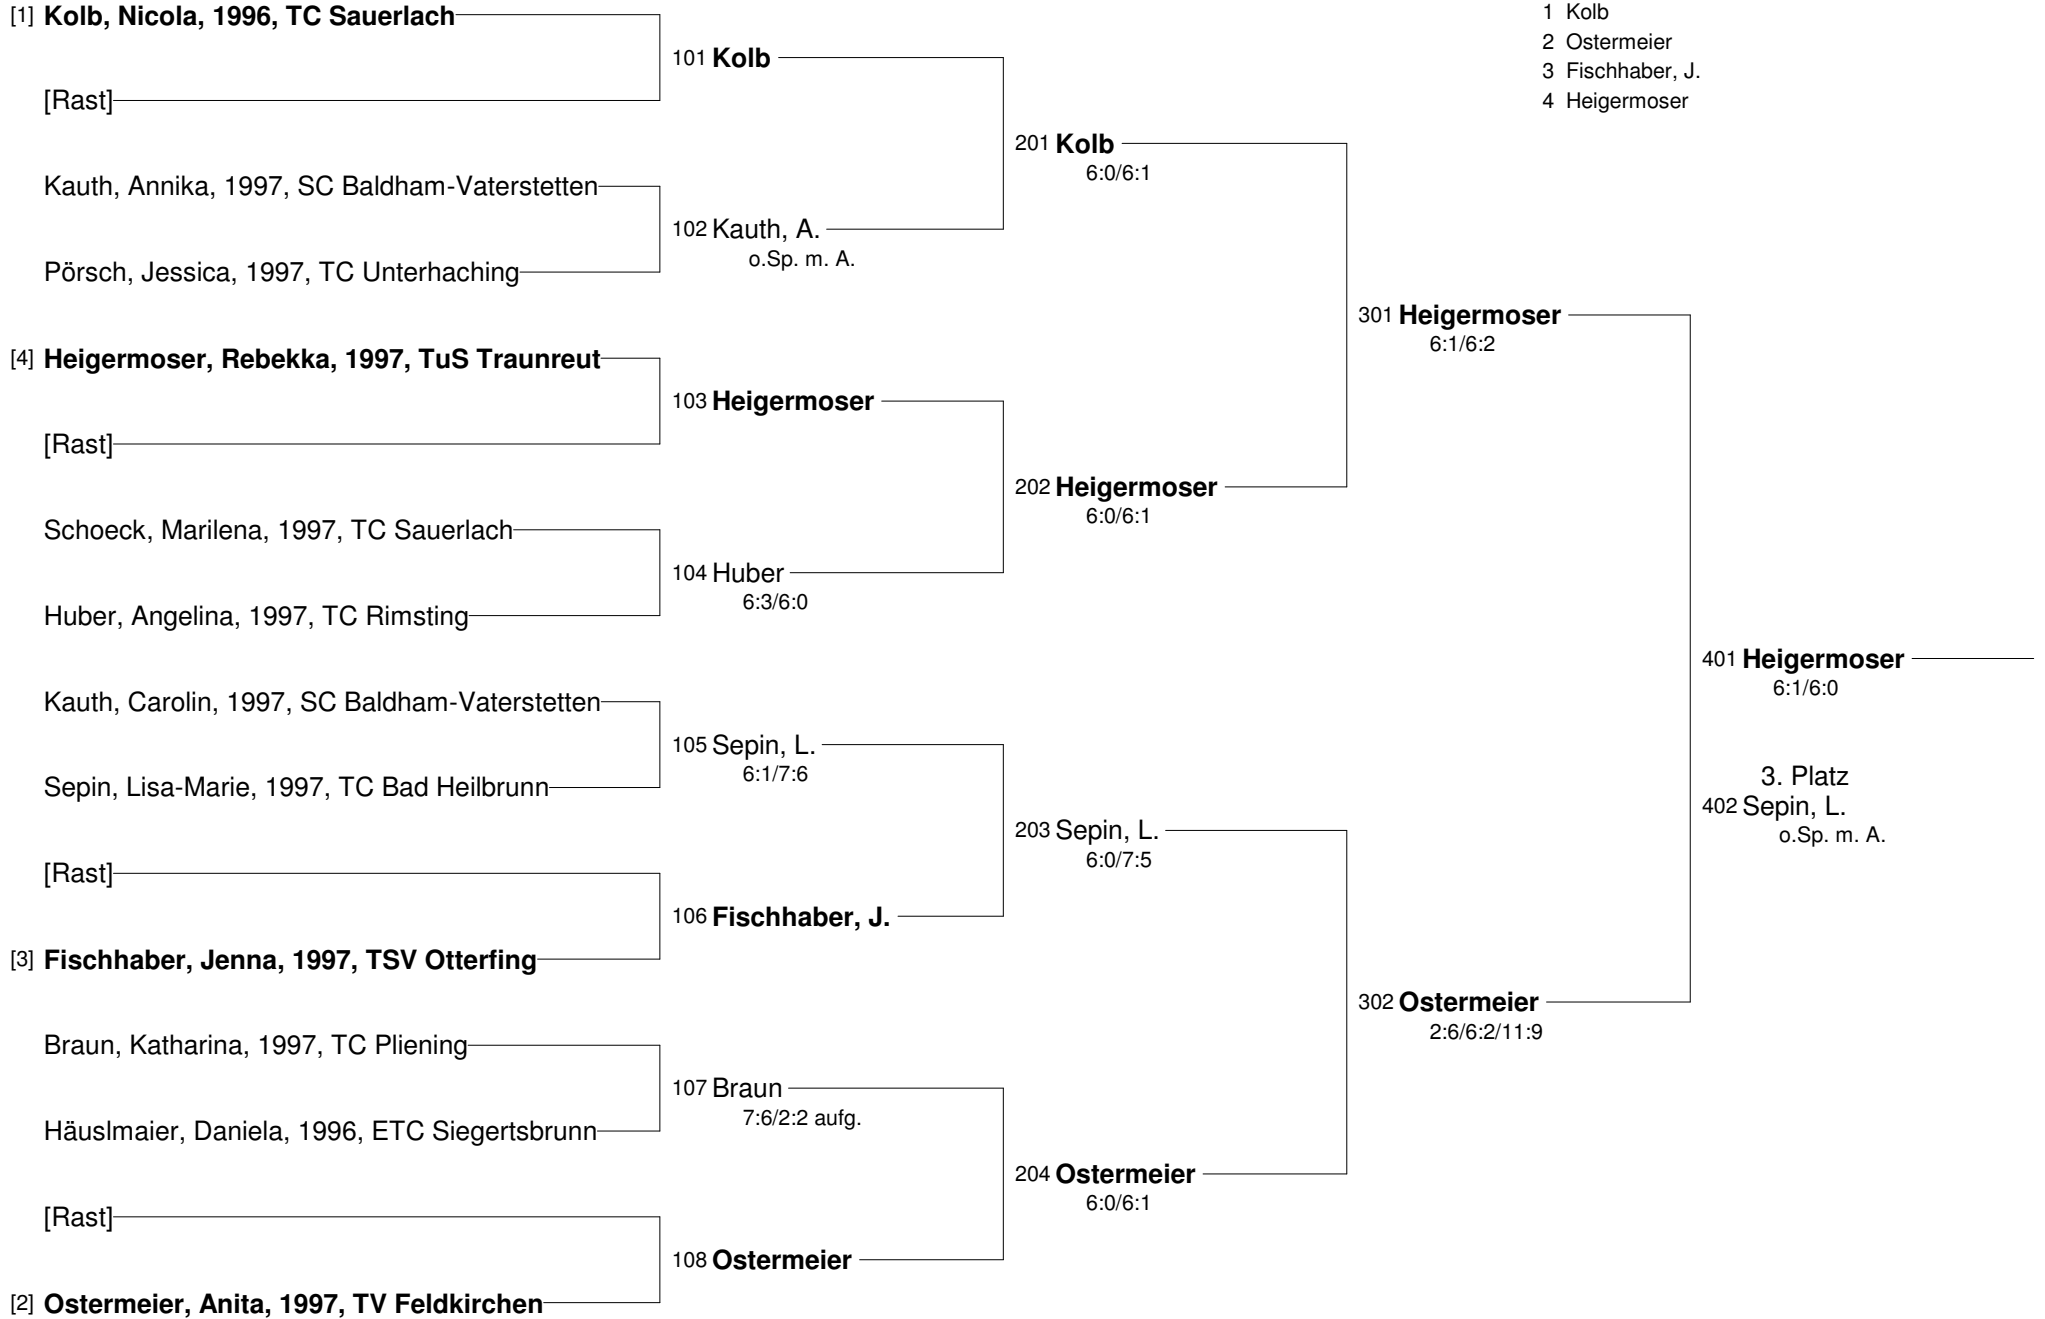 [1] Kolb, Nicola, 1996, TC Sauerlach
[Rast]
Kauth, Annika, 1997, SC Baldham-Vaterstetten
Pörsch, Jessica, 1997, TC Unterhaching
[4] Heigermoser, Rebekka, 1997, TuS Traunreut
[Rast]
Schoeck, Marilena, 1997, TC Sauerlach
Huber, Angelina, 1997, TC Rimsting
Kauth, Carolin, 1997, SC Baldham-Vaterstetten
Sepin, Lisa-Marie, 1997, TC Bad Heilbrunn
[Rast]
[3] Fischhaber, Jenna, 1997, TSV Otterfing
Braun, Katharina, 1997, TC Pliening
Häuslmaier, Daniela, 1996, ETC Siegertsbrunn
[Rast]
[2] Ostermeier, Anita, 1997, TV Feldkirchen
101 Kolb
102 Kauth, A.
o.Sp. m. A.
103 Heigermoser
104 Huber
6:3/6:0
105 Sepin, L.
6:1/7:6
106 Fischhaber, J.
107 Braun
7:6/2:2 aufg.
108 Ostermeier
201 Kolb
6:0/6:1
202 Heigermoser
6:0/6:1
203 Sepin, L.
6:0/7:5
204 Ostermeier
6:0/6:1
301 Heigermoser
6:1/6:2
302 Ostermeier
2:6/6:2/11:9
401 Heigermoser
6:1/6:0
3. Platz
402 Sepin, L.
o.Sp. m. A.
1 Kolb
2 Ostermeier
3 Fischhaber, J.
4 Heigermoser